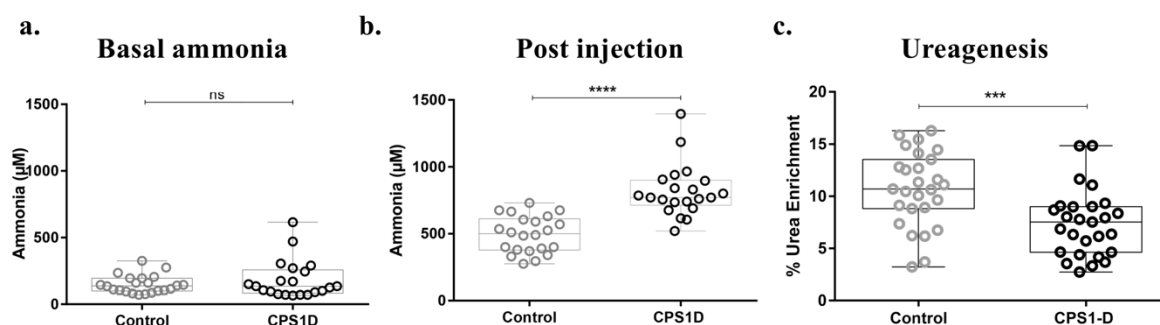 a.
Basal ammonia
ns
1500
1000
500
0
Ammonia (µM)
Control
CPS1D
b.
Post injection
****
1500
1000
500
0
Ammonia (µM)
Control
CPS1D
c.
Ureagenesis
***
20
15
10
5
0
% Urea Enrichment
Control
CPS1-D